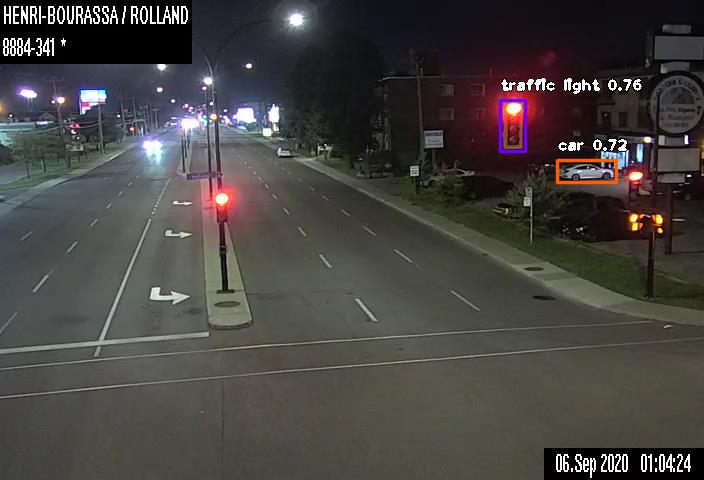 HENRI-BOURASSA / ROLLAND
8884-341 *
traffic light 0.76
car 0.72
06.Sep 2020 01:04:24